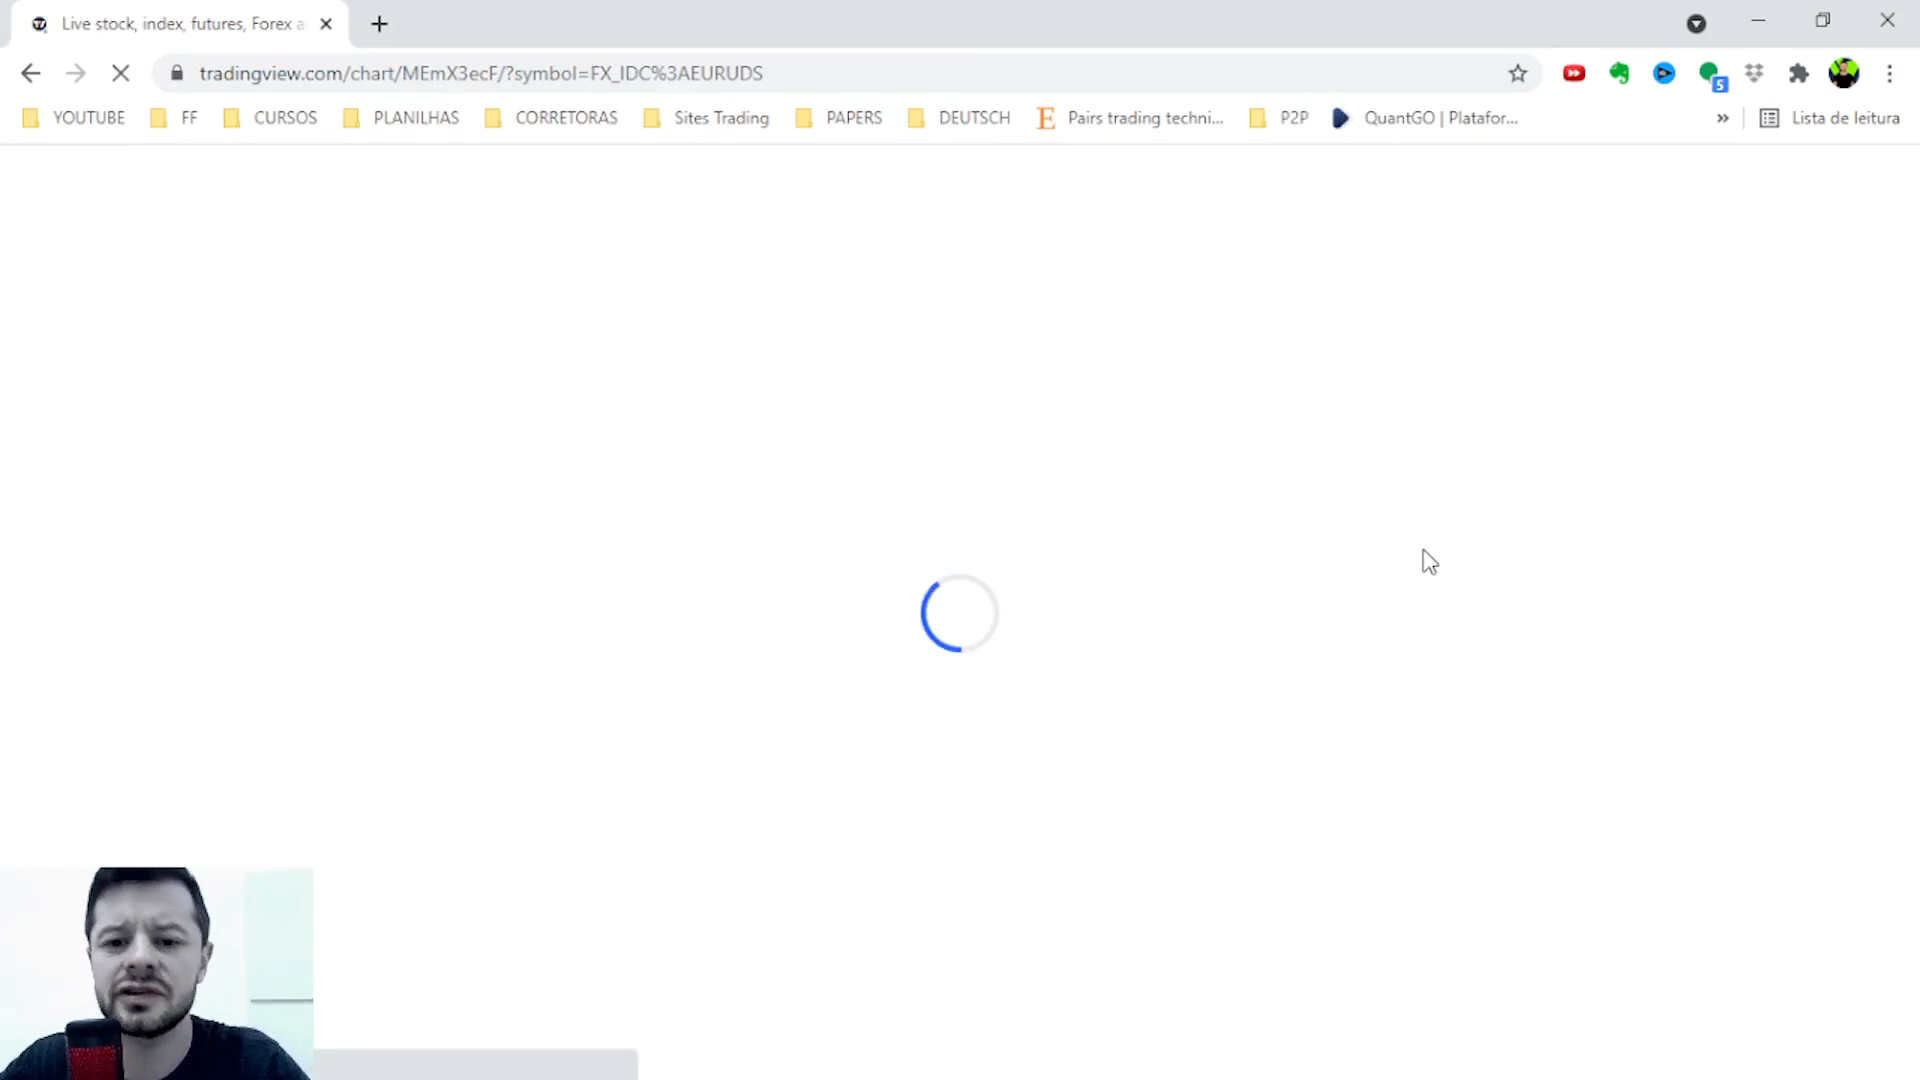 Live stock, index, futures, Forex a
tradingview.com/chart/MEmX3ecF/?symbol=FX_IDC%3AEURUDS
5
YOUTUBE FF CURSOS PLANILHAS CORRETORAS Sites Trading PAPERS DEUTSCH E Pairs trading techni... P2P QuantGO | Platafor... » Lista de leitura